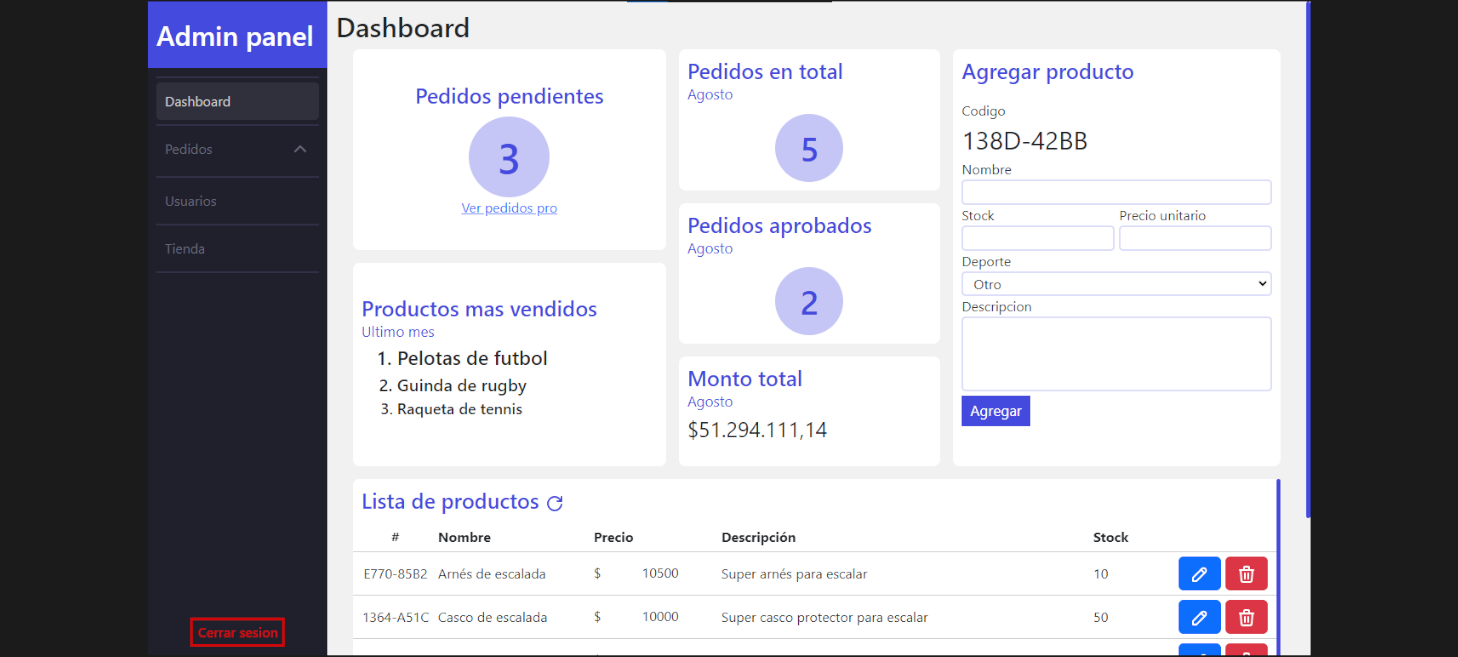 Admin panel
Dashboard
Pedidos
Usuarios
Tienda
Cerrar sesion
Dashboard
Pedidos pendientes
3
Ver pedidos pro
Productos mas vendidos
Ultimo mes
1. Pelotas de futbol
2. Guinda de rugby
3. Raqueta de tennis
Pedidos en total
Agosto
5
Pedidos aprobados
Agosto
2
Monto total
Agosto
$51.294.111,14
Agregar producto
Codigo
138D-42BB
Nombre
Stock Precio unitario
Deporte
Otro
Descripcion
Agregar
Lista de productos
# Nombre Precio Descripción Stock
E770-85B2 Arnés de escalada $ 10500 Super arnés para escalar 10
1364-A51C Casco de escalada $ 10000 Super casco protector para escalar 50